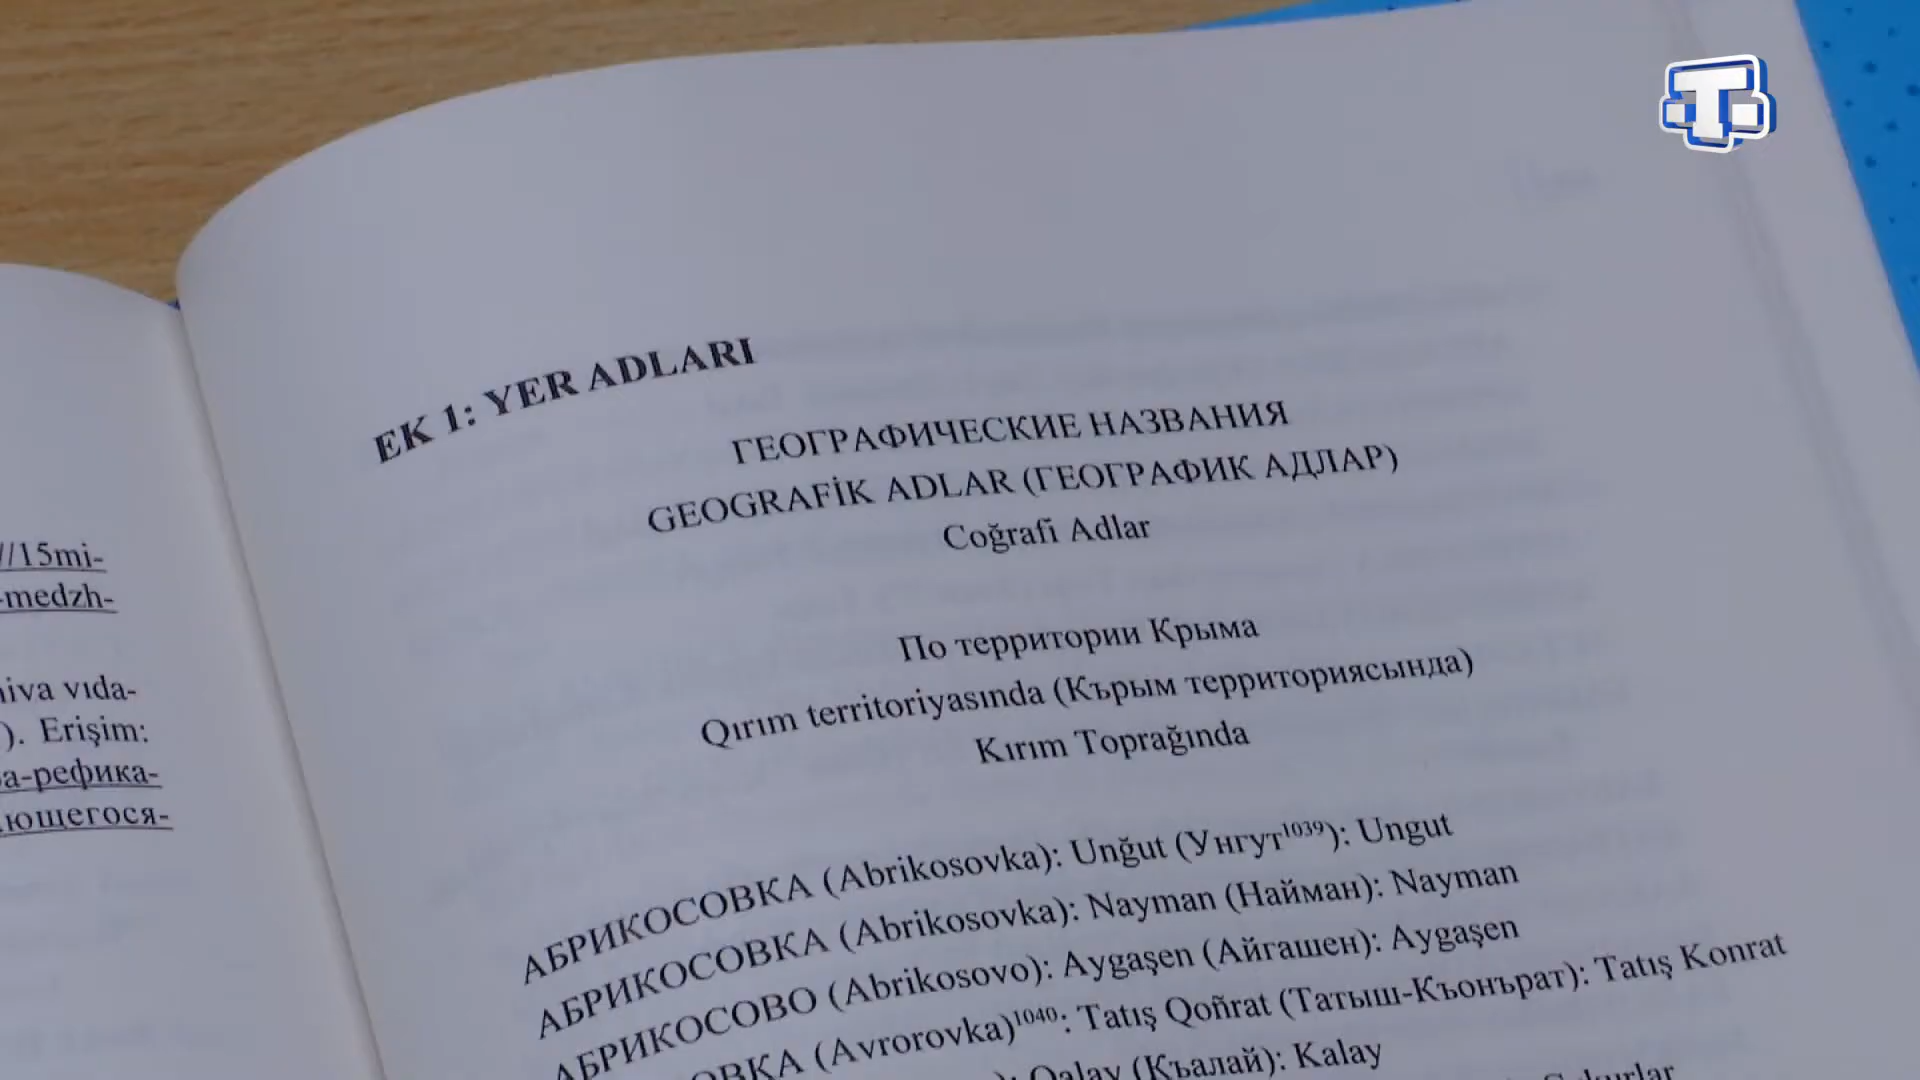 //15mi-
-medzh-
iva vıda-
). Erişim:
а-рефика-
ющегося-
EK 1: YER ADLARI
ГЕОГРАФИЧЕСКИЕ НАЗВАНИЯ
GEOGRAFİK ADLAR (ГЕОГРАФИК АДЛАР)
Coğrafi Adlar
По территории Крыма
Qırım territoriyasında (Къырым территориясында)
Kırım Toprağında
АБРИКОСОВКА (Abrikosovka): Unğut (Унгут1039): Ungut
АБРИКОСОВКА (Abrikosovka): Nayman (Найман): Nayman
АБРИКОСОВО (Abrikosovo): Aygaşen (Айгашен): Aygaşen
ОВКА (Avrorovka)1040: Tatış Qoñrat (Татыш-Къонърат): Tatış Konrat
): Qalay (Къалай): Kalay